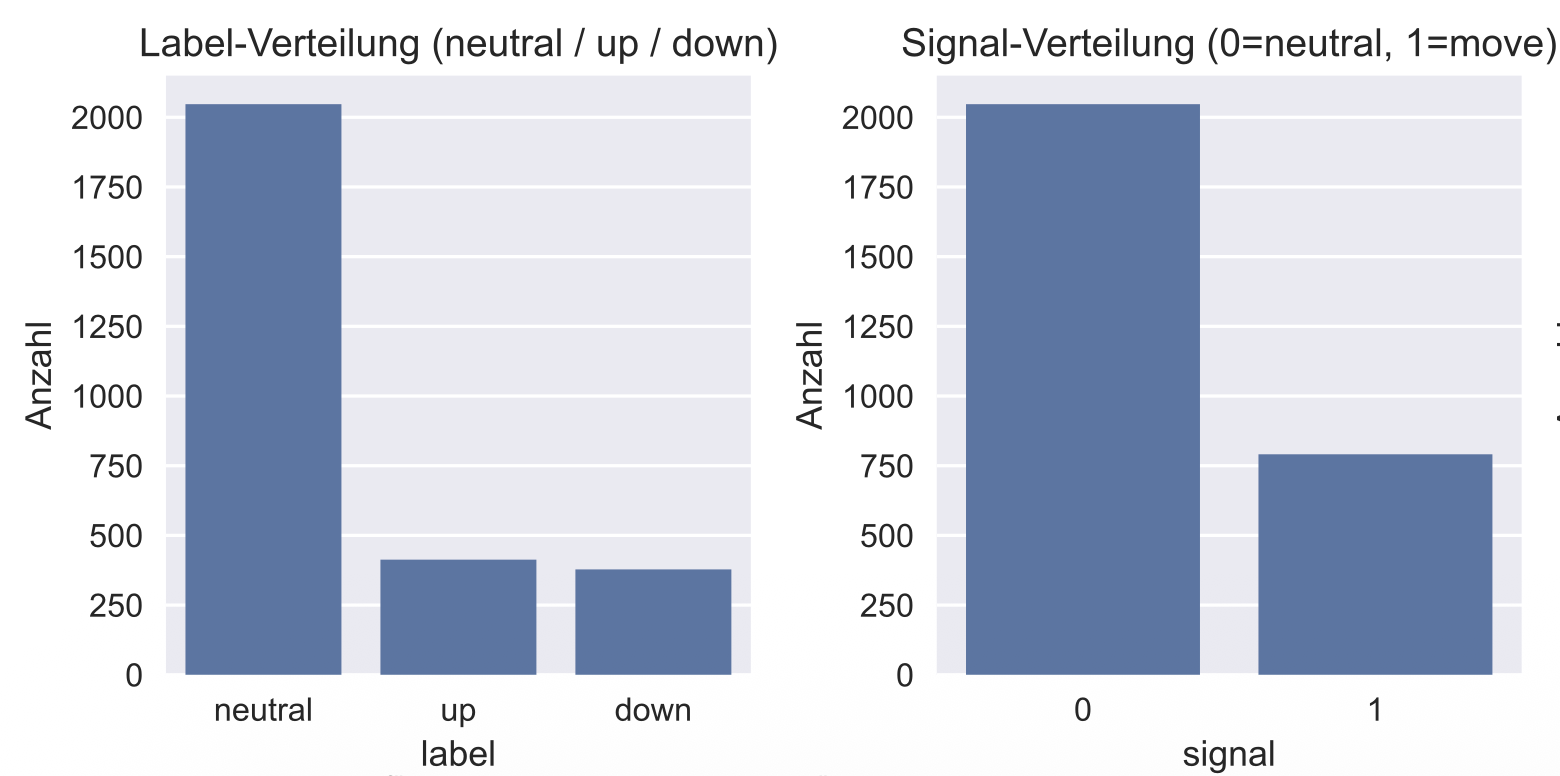 Label-Verteilung (neutral / up / down)
2000
1750
1500
1250
1000
750
500
250
0
Anzahl
neutral up down
label
Signal-Verteilung (0=neutral, 1=move)
2000
1750
1500
1250
1000
750
500
250
0
Anzahl
0 1
signal